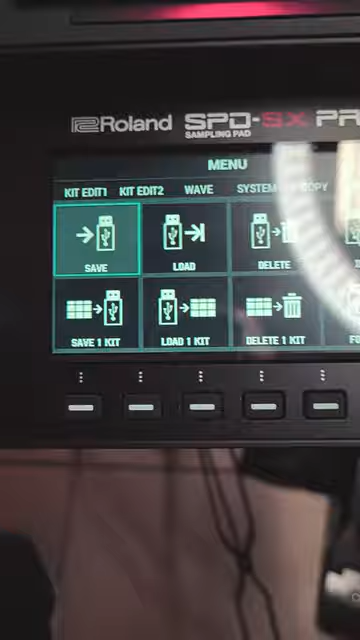 Roland SPD-SX PR
SAMPLING PAD
MENU
KIT EDIT1 KIT EDIT2 WAVE SYSTEM COPY
SAVE LOAD DELETE
SAVE 1 KIT LOAD 1 KIT DELETE 1 KIT FO